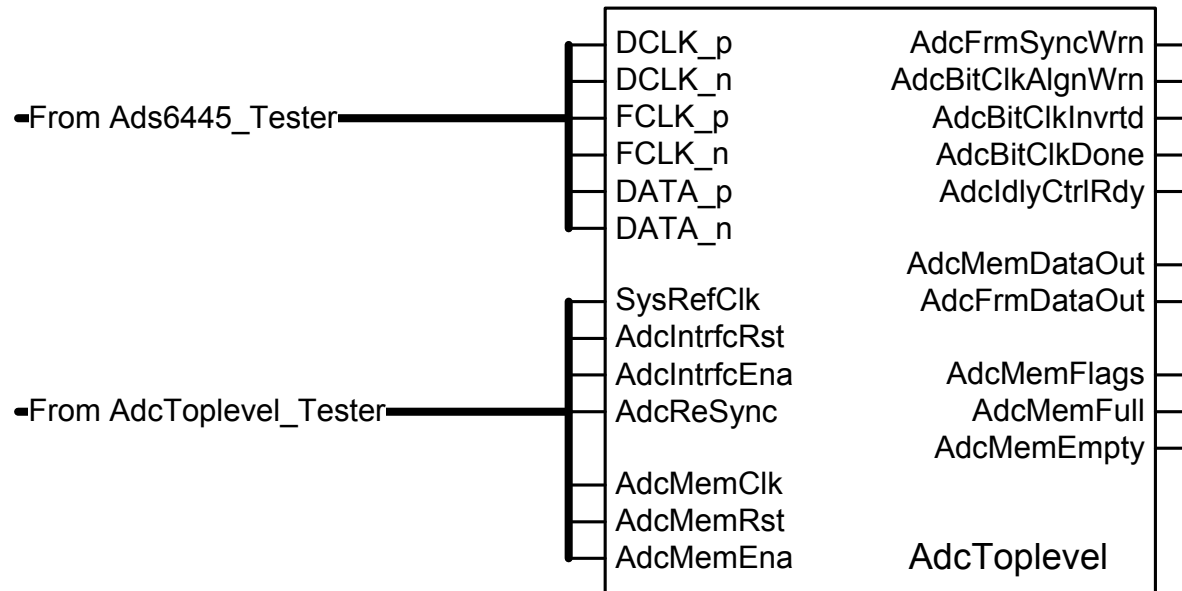 DCLK_p
DCLK_n
From Ads6445_Tester
FCLK_p
FCLK_n
DATA_p
DATA_n
SysRefClk
AdcIntrfcRst
AdcIntrfcEna
From AdcToplevel_Tester
AdcReSync
AdcMemClk
AdcMemRst
AdcMemEna
AdcFrmSyncWrn
AdcBitClkAlgnWrn
AdcBitClkInvrtd
AdcBitClkDone
AdcIdlyCtrlRdy
AdcMemDataOut
AdcFrmDataOut
AdcMemFlags
AdcMemFull
AdcMemEmpty
AdcToplevel